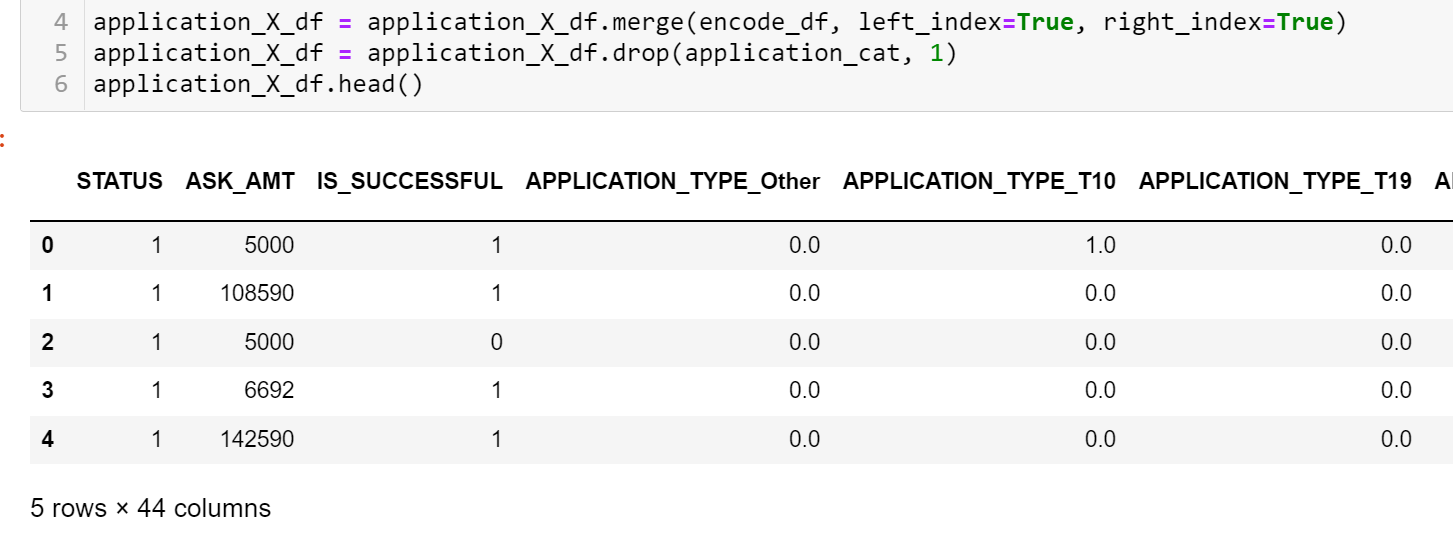 4 application_X_df = application_X_df.merge(encode_df, left_index=True, right_index=True)
5 application_X_df = application_X_df.drop(application_cat, 1)
6 application_X_df.head()
:
STATUS ASK_AMT IS_SUCCESSFUL APPLICATION_TYPE_Other APPLICATION_TYPE_T10 APPLICATION_TYPE_T19
0 1 5000 1 0.0 1.0 0.0
1 1 108590 1 0.0 0.0 0.0
2 1 5000 0 0.0 0.0 0.0
3 1 6692 1 0.0 0.0 0.0
4 1 142590 1 0.0 0.0 0.0
5 rows × 44 columns